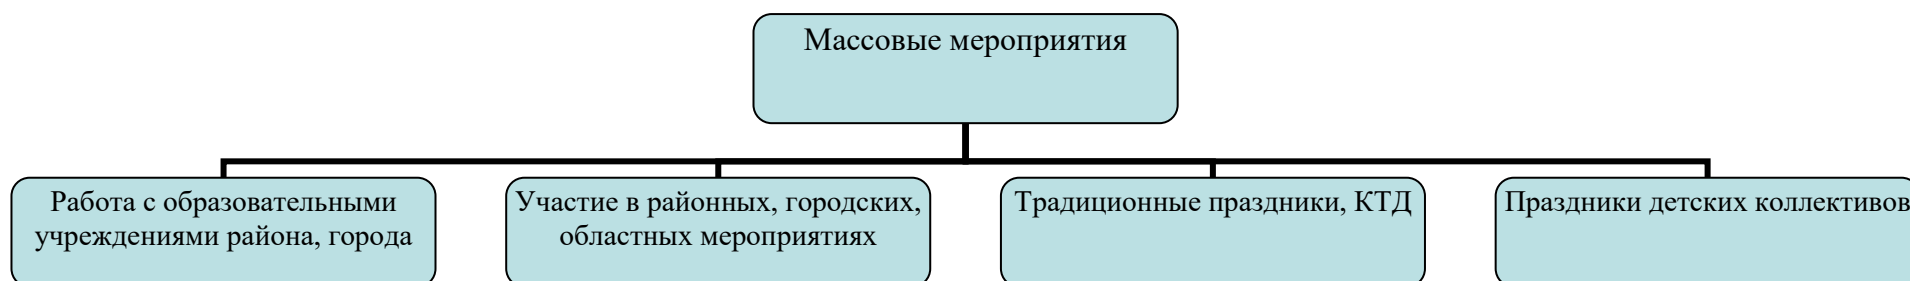 Массовые мероприятия
Работа с образовательными
учреждениями района, города
Участие в районных, городских,
областных мероприятиях
Традиционные праздники, КТД
Праздники детских коллективов